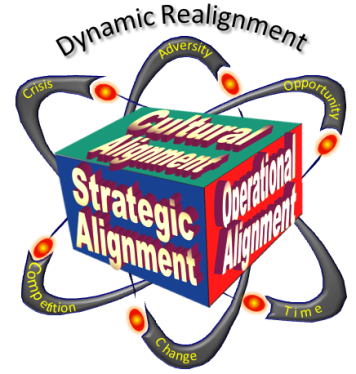 Dynamic Realignment
Adversity
Crisis
Opportunity
Cultural
Alignment
Strategic
Alignment
Operational
Alignment
Competition
Time
Change